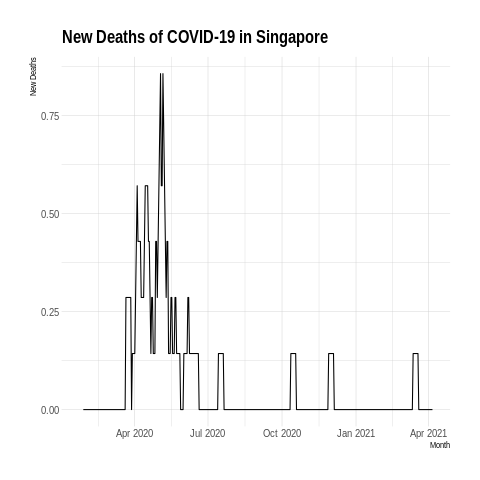 New Deaths of COVID-19 in Singapore
New Deaths
0.75
0.50
0.25
0.00
Apr 2020 Jul 2020 Oct 2020 Jan 2021 Apr 2021
Month